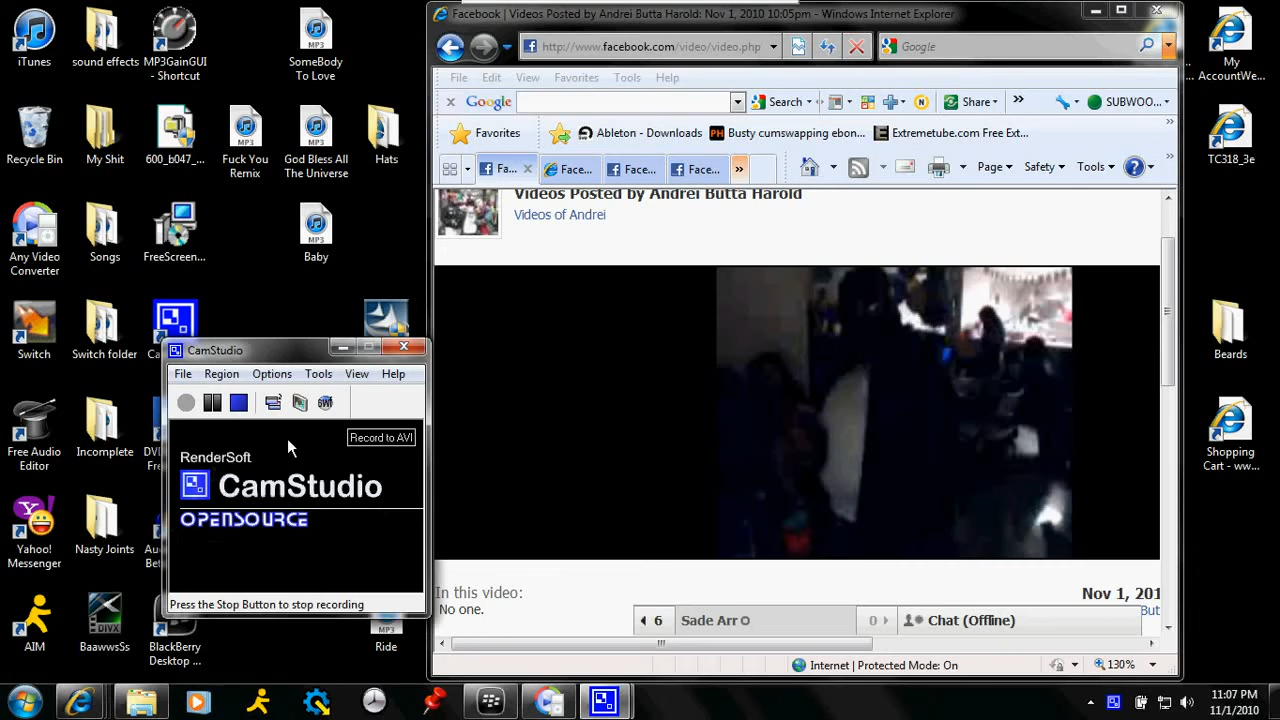 iTunes
sound effects
MP3GainGUI
- Shortcut
SomeBody
To Love
Recycle Bin
My Shit
600_b047_...
Fuck You
Remix
God Bless All
The Universe
Hats
Any Video
Converter
Songs
FreeScreen...
Baby
Switch
Switch folder
Free Audio
Editor
Incomplete
Yahoo!
Messenger
Nasty Joints
AIM
BaawwsSs
BlackBerry
Desktop ...
Ride
CamStudio
File Region Options Tools View Help
Record to AVI
RenderSoft
CamStudio
OPENSOURCE
Press the Stop Button to stop recording
Facebook | Videos Posted by Andrei Butta Harold: Nov 1, 2010 10:05pm - Windows Internet Explorer
http://www.facebook.com/video/video.php
Google
File Edit View Favorites Tools Help
Google Search Share SUBWOO...
Favorites Ableton - Downloads Busty cumswapping ebon... Extremetube.com Free Ext...
Fa... Face... Face... Face... Page Safety Tools
Videos Posted by Andrei Butta Harold
Videos of Andrei
In this video:
No one.
Nov 1, 201
But
6 Sade Arr 0 Chat (Offline)
Internet | Protected Mode: On
130%
My
AccountWe...
TC318_3e
Beards
Shopping
Cart - ww...
11:07 PM
11/1/2010